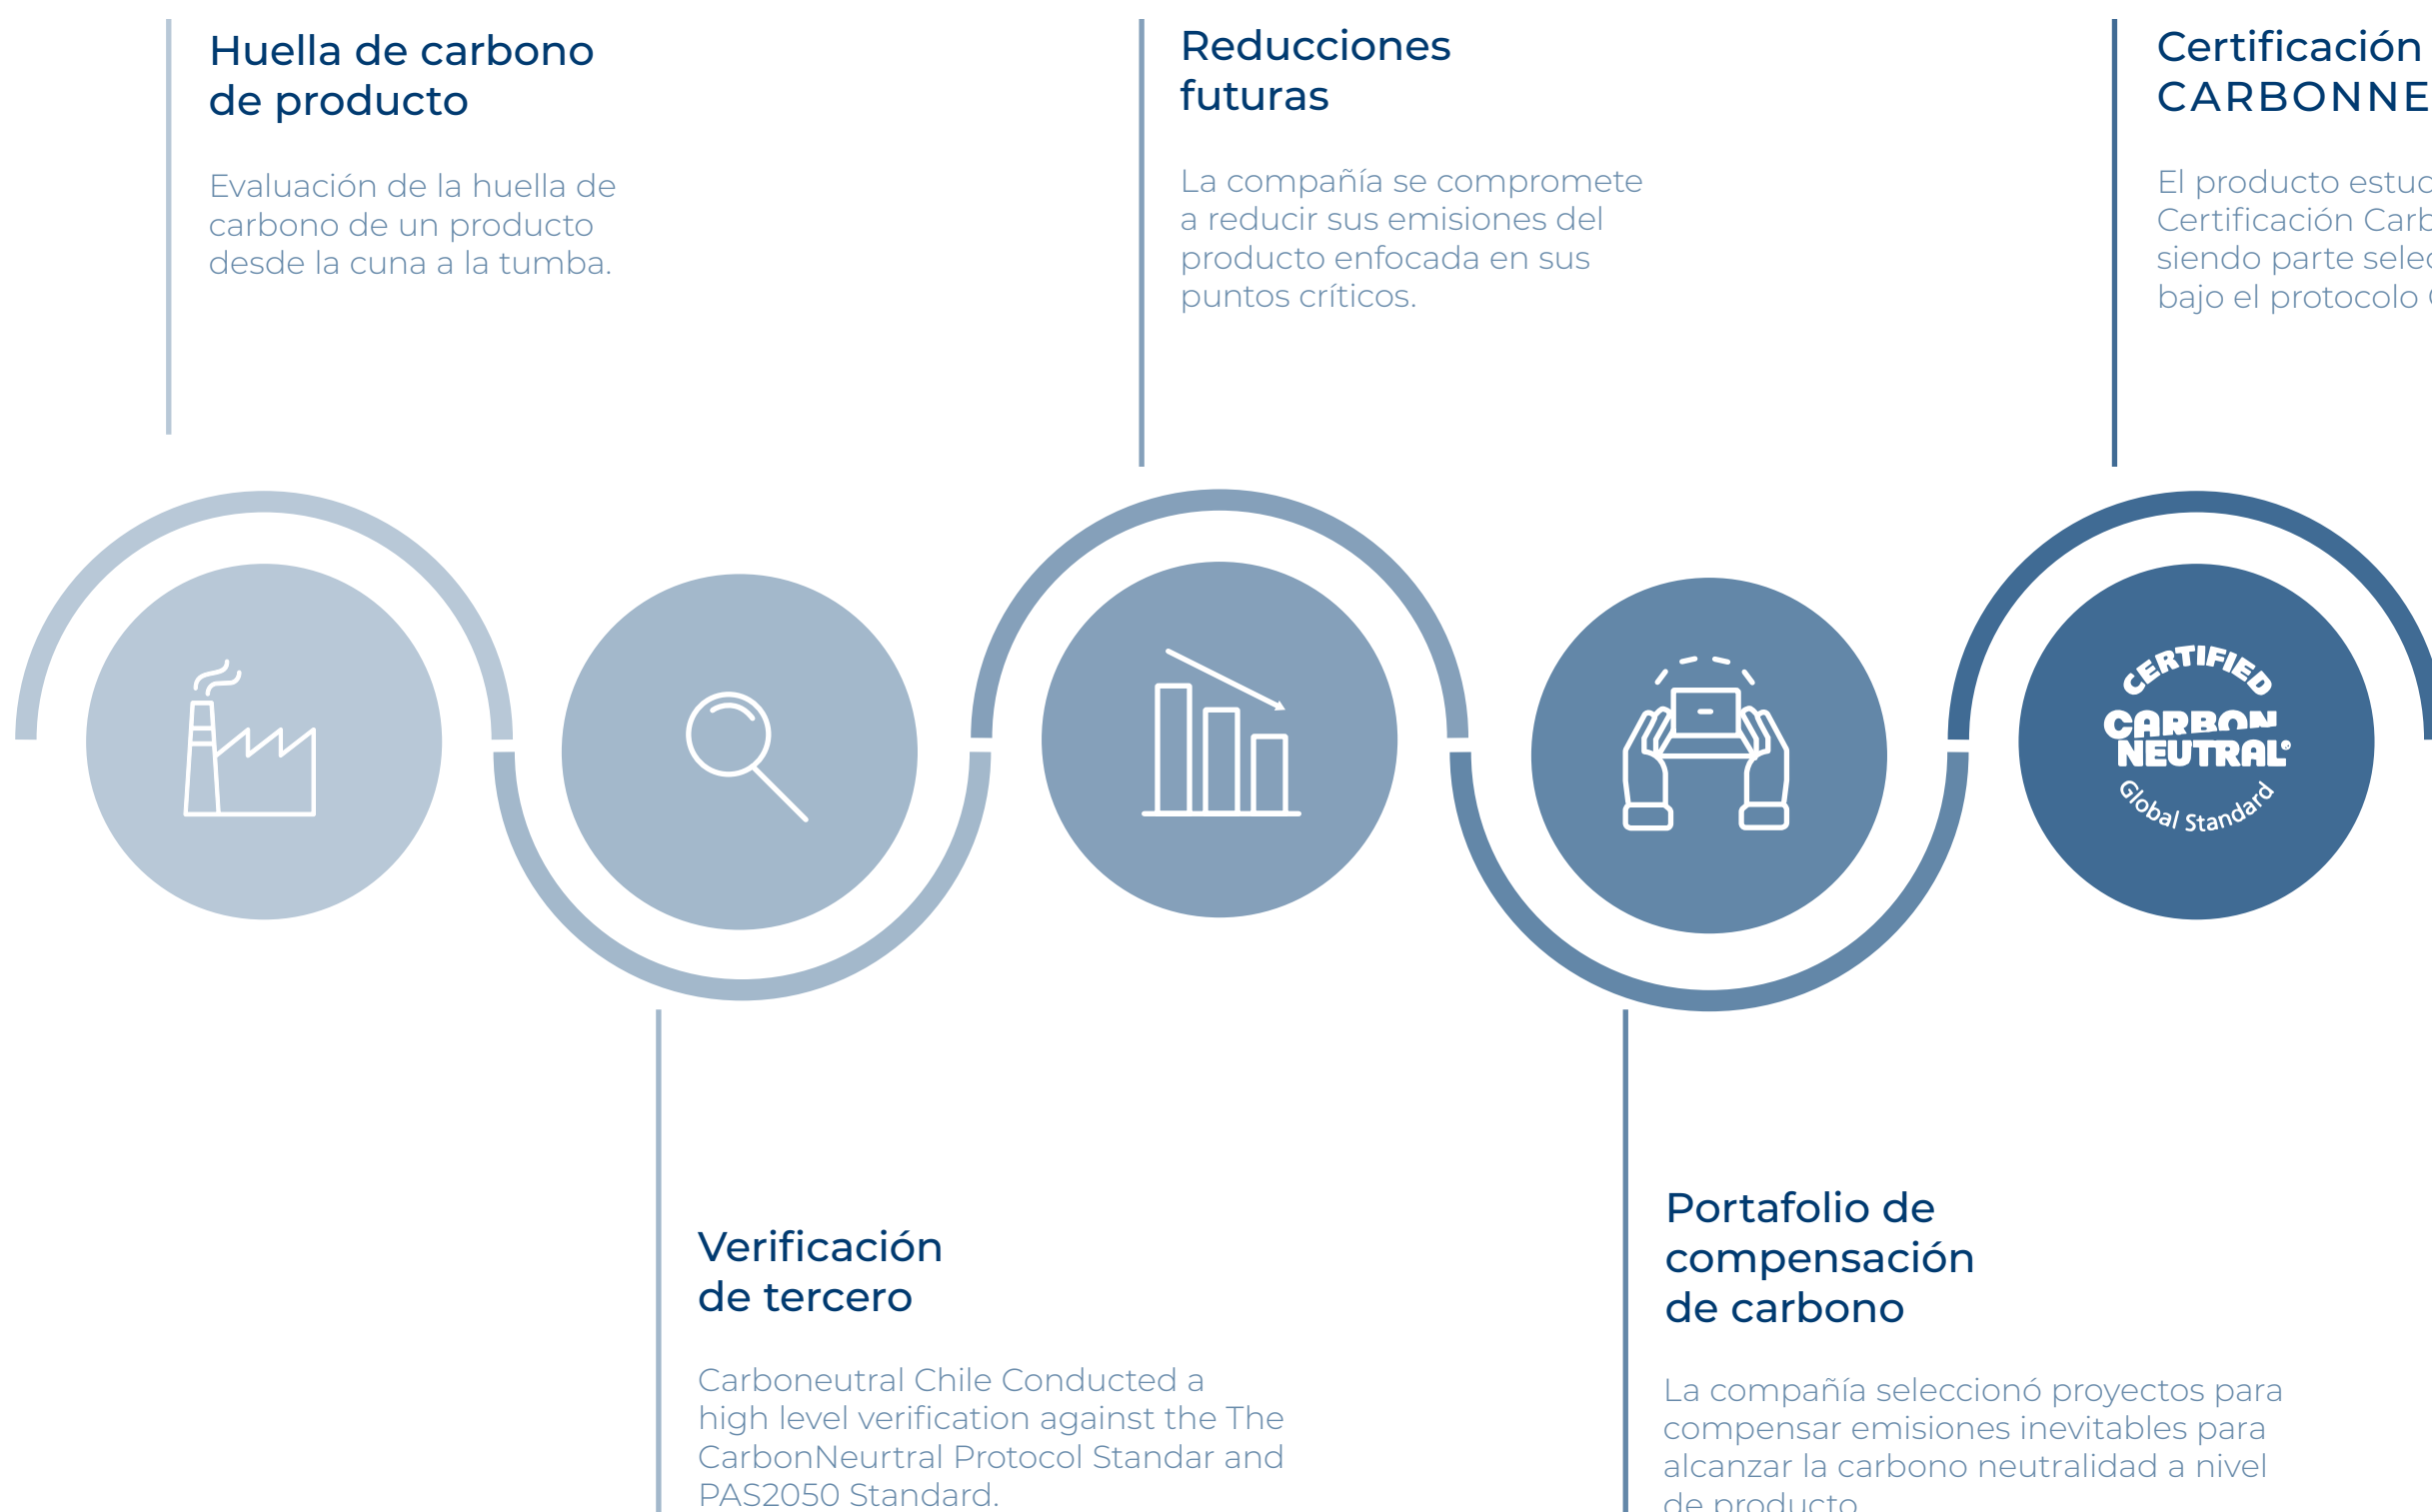 Huella de carbono
de producto
Evaluación de la huella de
carbono de un producto
desde la cuna a la tumba.
Reducciones
futuras
La compañía se compromete
a reducir sus emisiones del
producto enfocada en sus
puntos críticos.
Certificación
El producto
Certificación
siendo parte
bajo el protocolo
CERTIFIED
CARBON
NEUTRAL®
Global Standard
Verificación
de tercero
Carboneutral Chile Conducted a
high level verification against the The
CarbonNeurtral Protocol Standar and
PAS2050 Standard.
Portafolio de
compensación
de carbono
La compañía seleccionó proyectos para
compensar emisiones inevitables para
alcanzar la carbono neutralidad a nivel
de producto